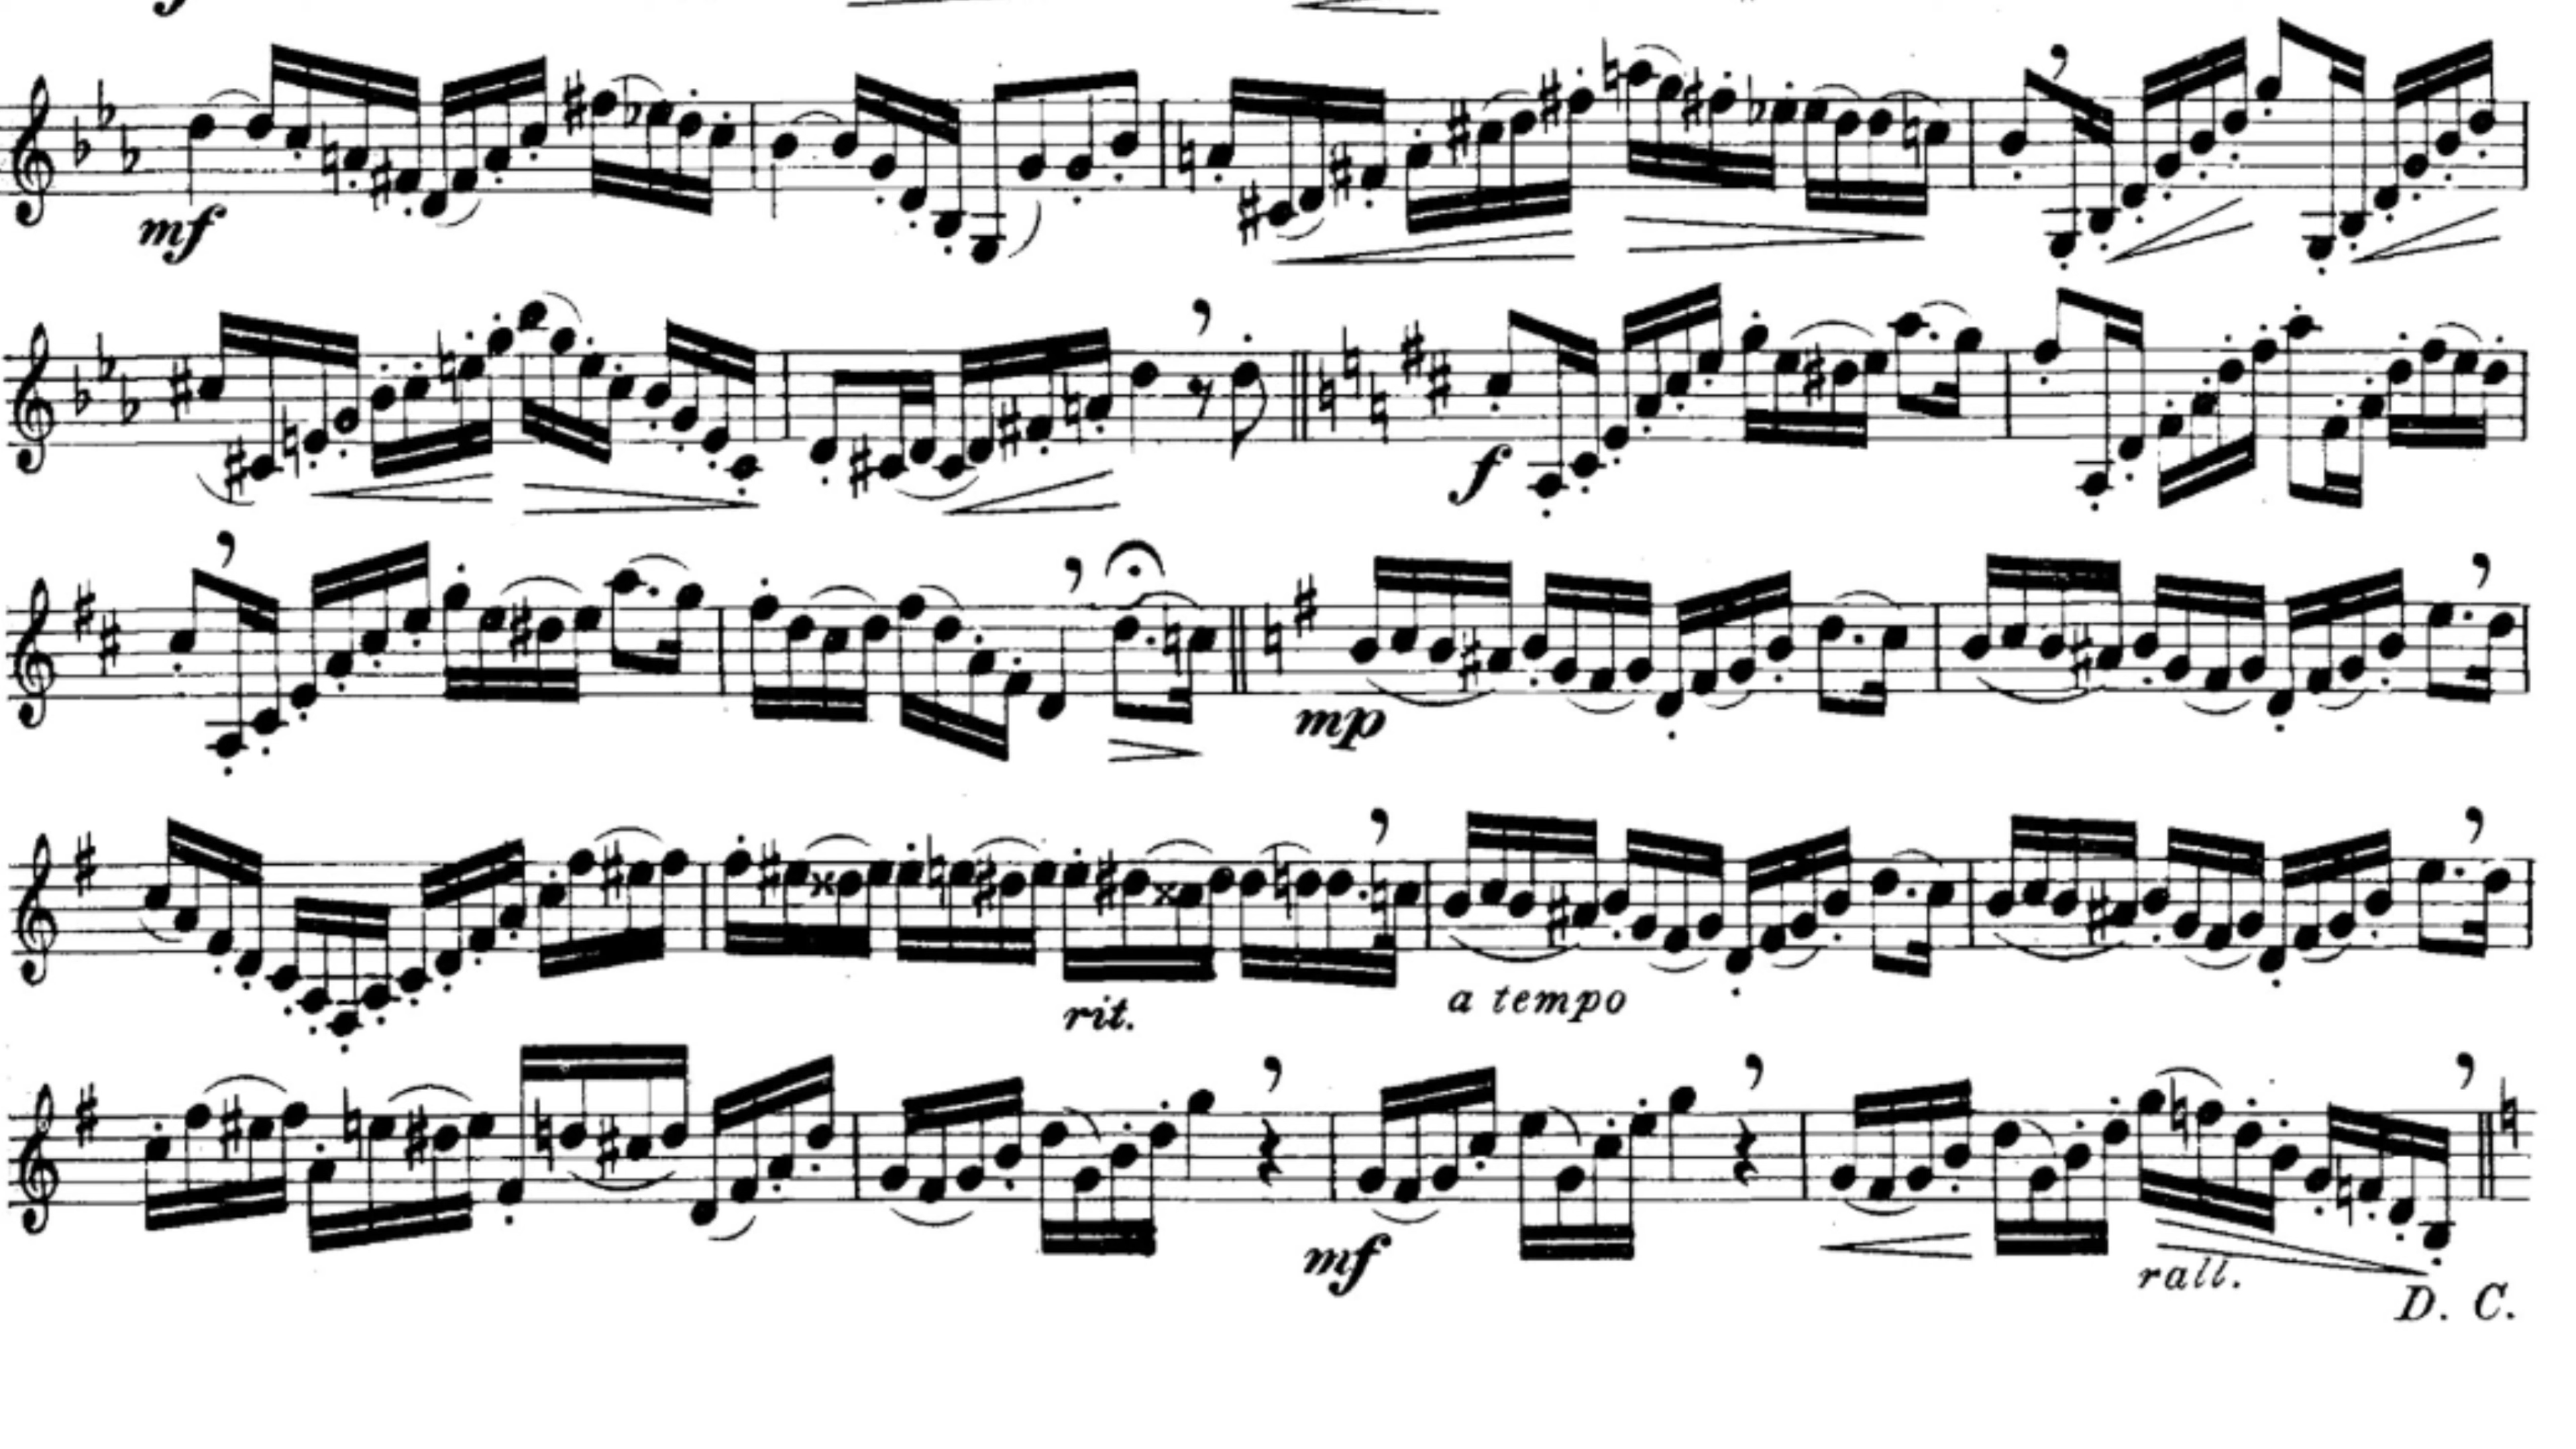 mf
f
mp
rit.
a tempo
mf
rall.
D. C.